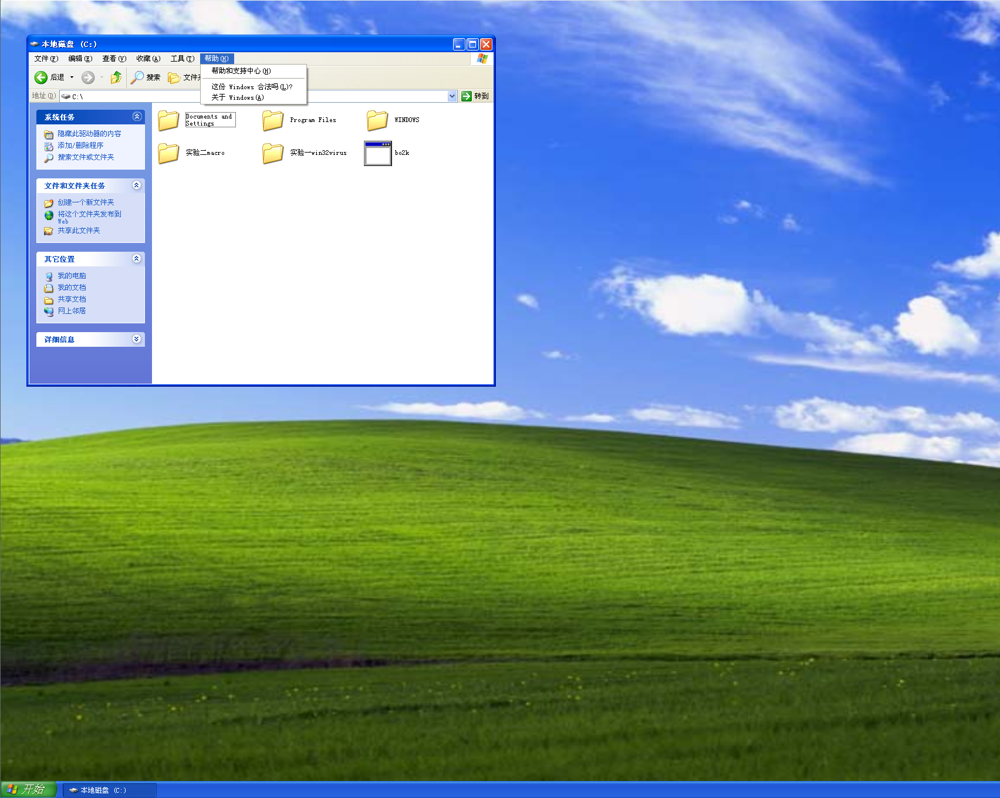 本地磁盘 (C:)
文件(F) 编辑(E) 查看(V) 收藏(A) 工具(T) 帮助(H)
帮助和支持中心(H)
这份 Windows 合法吗(L)?
关于 Windows(A)
后退 搜索 文件
地址(D) C:\ 转到
系统任务
隐藏此驱动器的内容
添加/删除程序
搜索文件或文件夹
文件和文件夹任务
创建一个新文件夹
将这个文件夹发布到
Web
共享此文件夹
其它位置
我的电脑
我的文档
共享文档
网上邻居
详细信息
Documents and
Settings
Program Files
WINDOWS
实验二macro
实验一win32virus
bo2k
开始
本地磁盘 (C:)